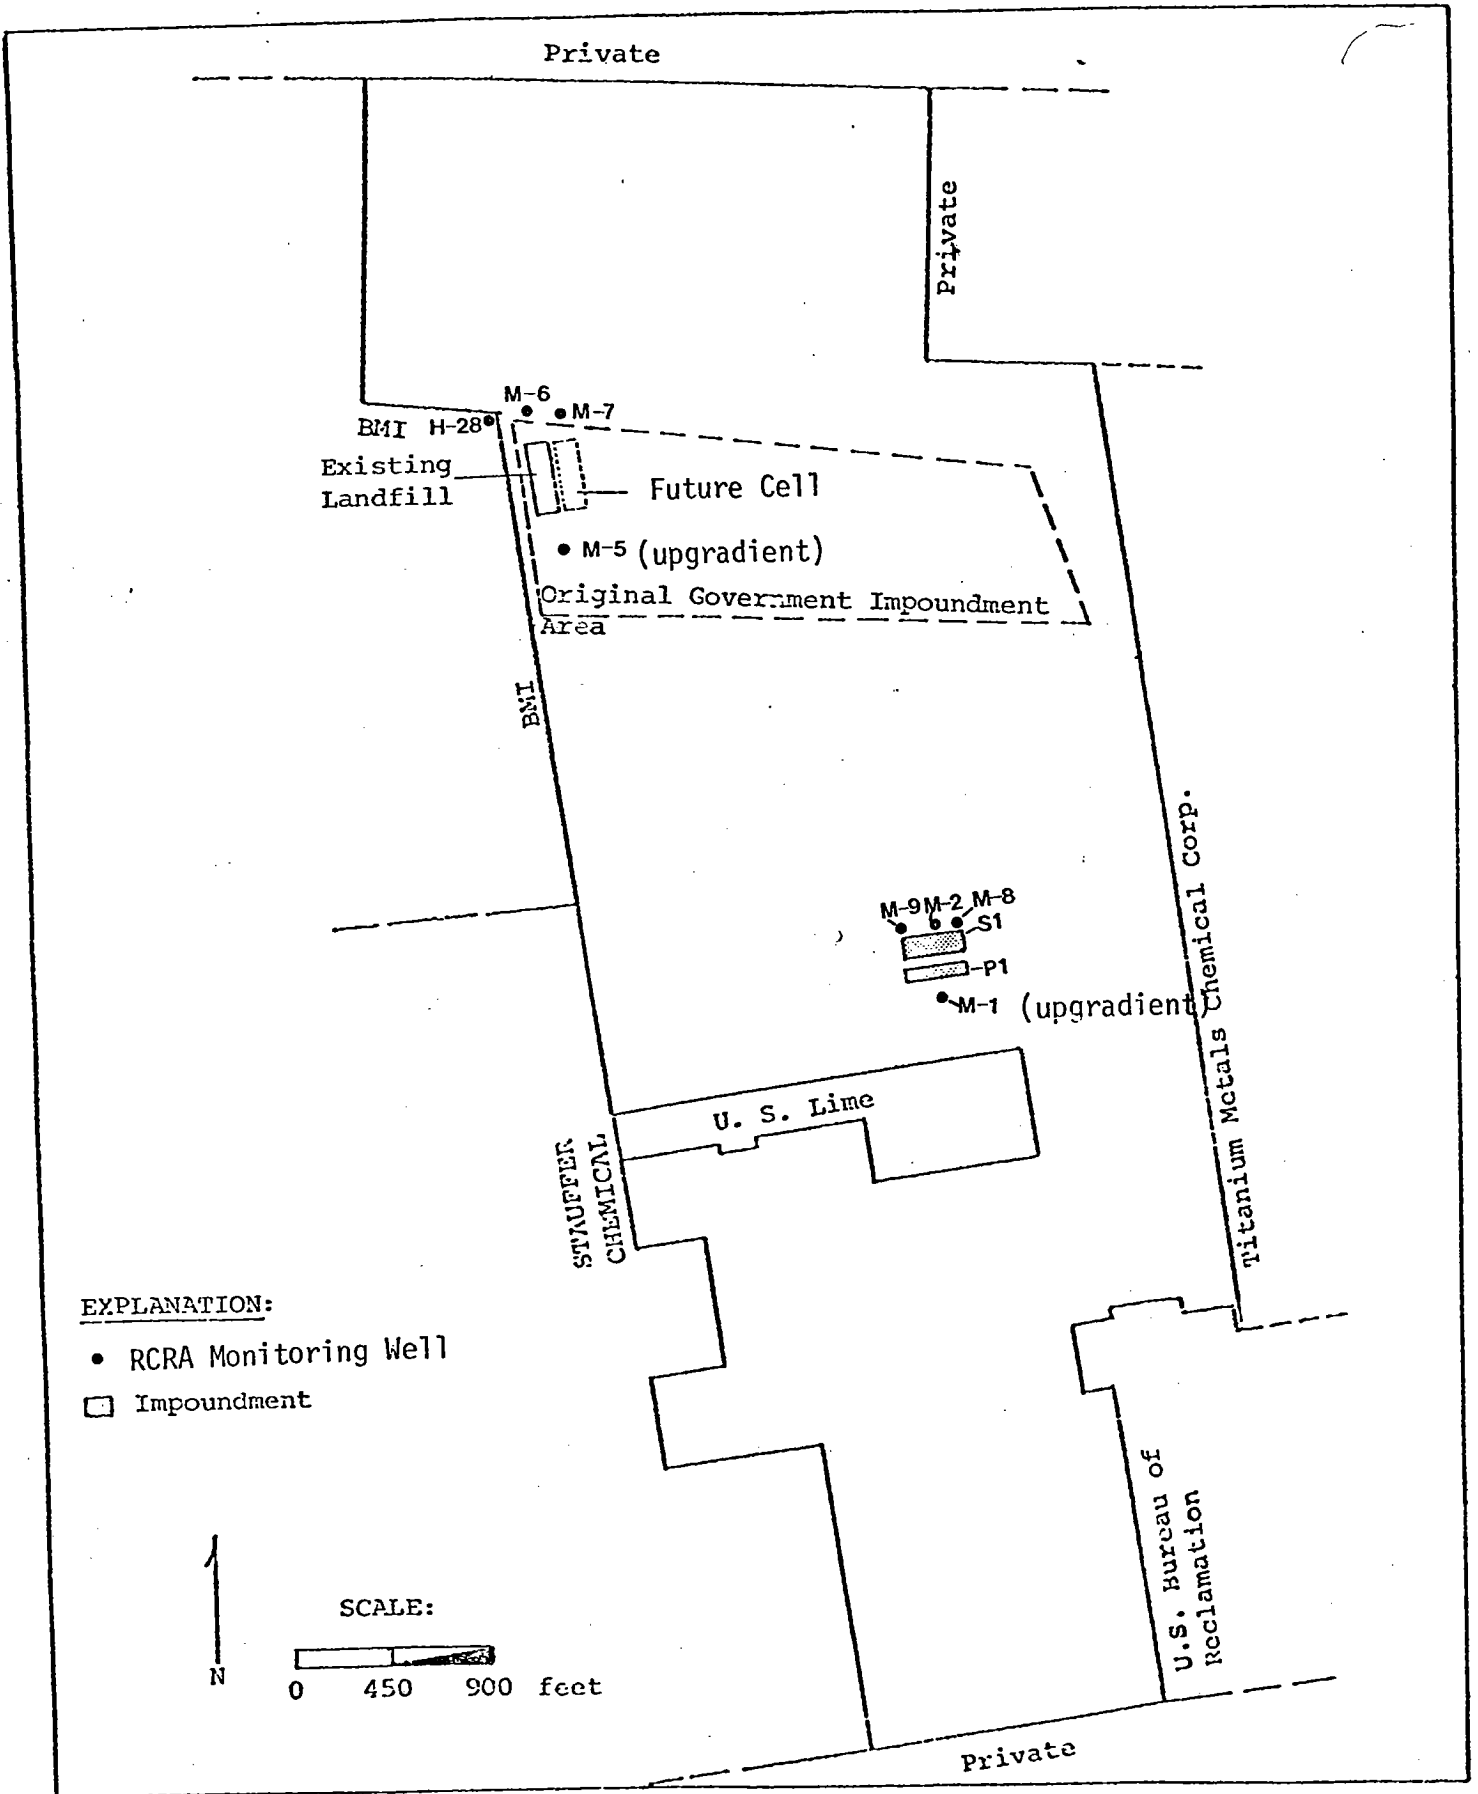 Private
Private
M-6
M-7
BMI H-28
Existing
Landfill
Future Cell
M-5 (upgradient)
Original Government Impoundment
Area
BMI
Titanium Metals Chemical Corp.
M-9 M-2 M-8
S1
P1
M-1 (upgradient)
U. S. Lime
STAUFFER
CHEMICAL
EXPLANATION:
RCRA Monitoring Well
Impoundment
U.S. Bureau of
Reclamation
N
SCALE:
0 450 900 feet
Private